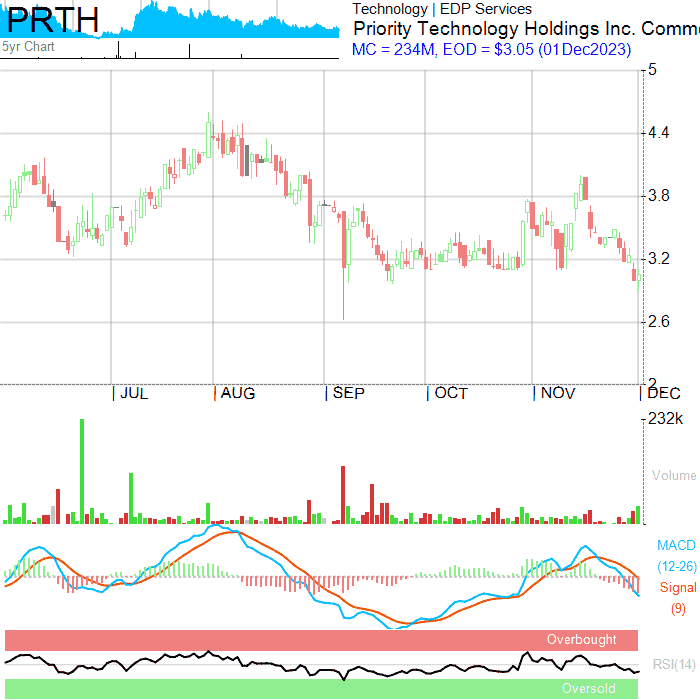 PRTH
5yr Chart
Technology | EDP Services
Priority Technology Holdings Inc. Comm
MC = 234M, EOD = $3.05 (01Dec2023)
5
4.4
3.8
3.2
2.6
2
JUL AUG SEP OCT NOV DEC
232k
Volume
MACD
(12-26)
Signal
(9)
Overbought
RSI(14)
Oversold